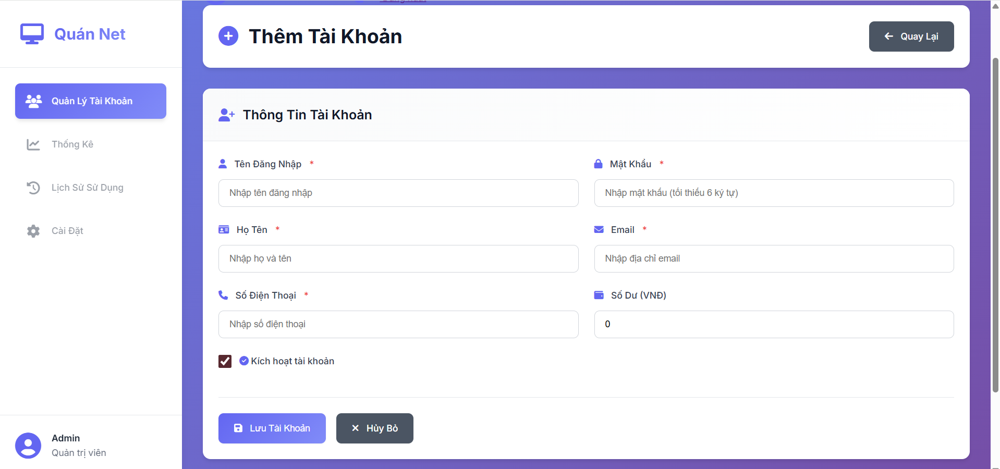 Quán Net
Quản Lý Tài Khoản
Thống Kê
Lịch Sử Sử Dụng
Cài Đặt
Admin
Quản trị viên
Thêm Tài Khoản
Quay Lại
Thông Tin Tài Khoản
Tên Đăng Nhập *
Nhập tên đăng nhập
Mật Khẩu *
Nhập mật khẩu (tối thiểu 6 ký tự)
Họ Tên *
Nhập họ và tên
Email *
Nhập địa chỉ email
Số Điện Thoại *
Nhập số điện thoại
Số Dư (VNĐ)
0
Kích hoạt tài khoản
Lưu Tài Khoản
Hủy Bỏ